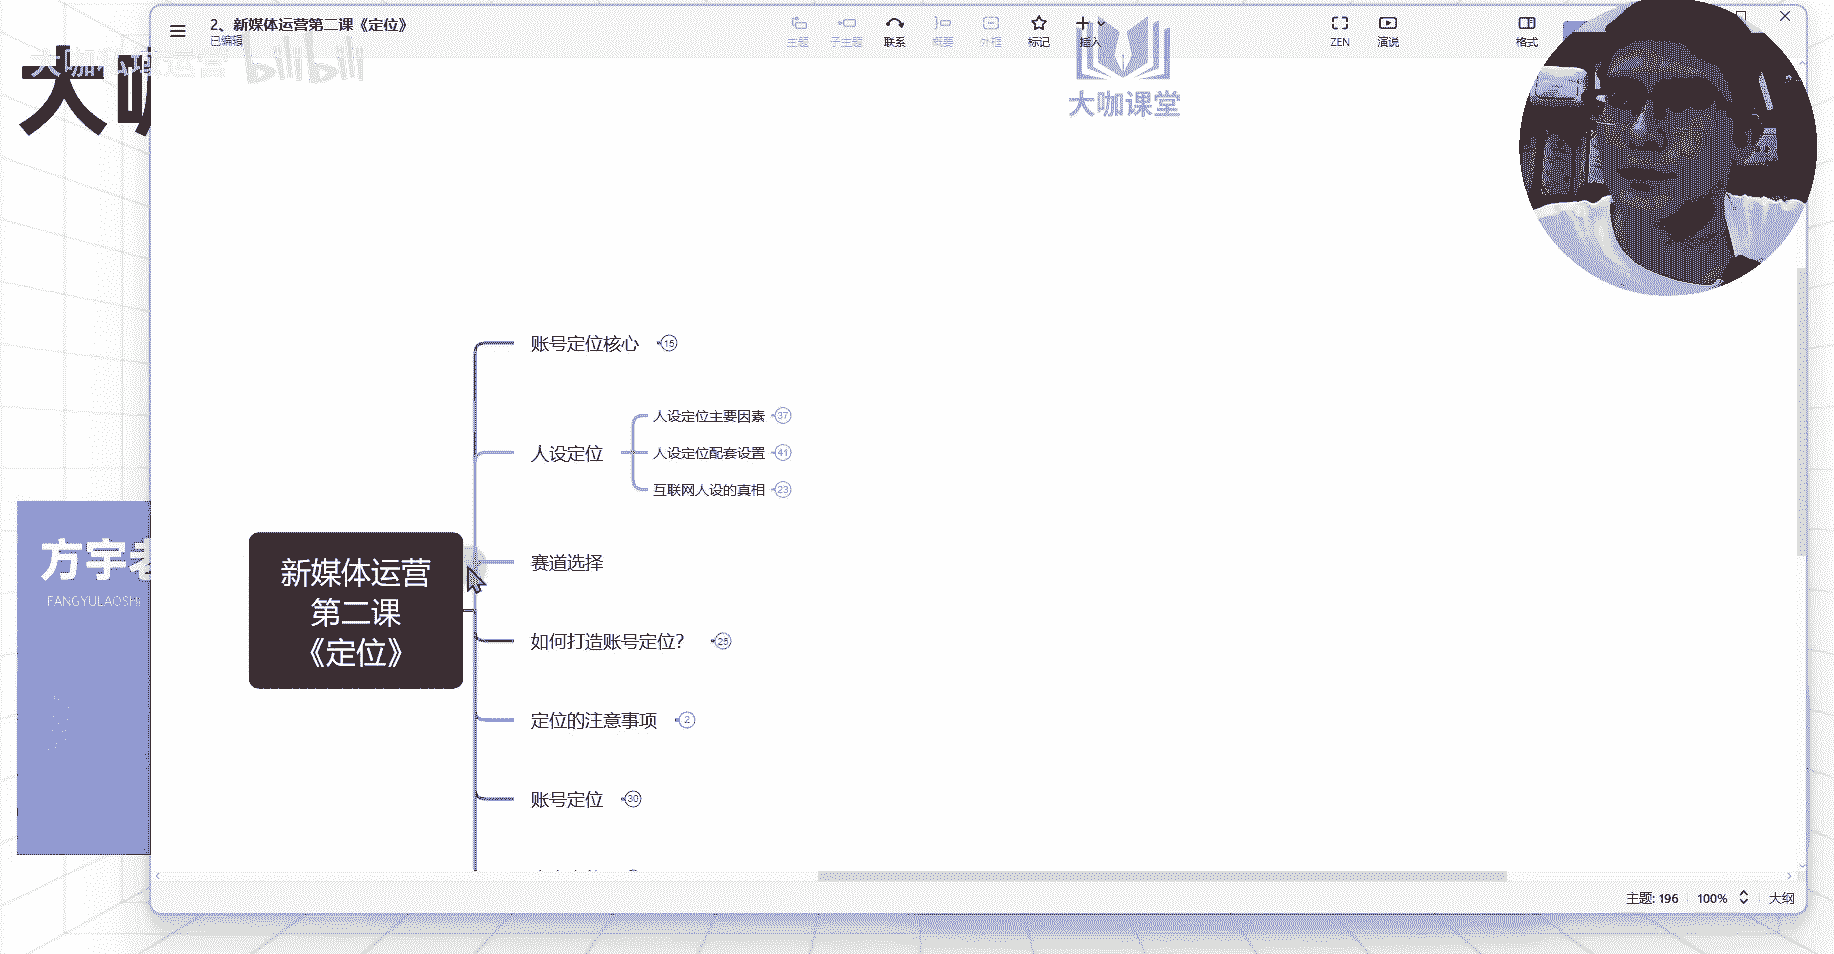 2、新媒体运营第二课《定位》
已编辑
主题
子主题
联系
概要
外框
标记
插入
ZEN
演说
格式
bilibili
大咖
大咖课堂
账号定位核心 15
人设定位
人设定位主要因素 37
人设定位配套设置 41
互联网人设的真相 23
赛道选择
新媒体运营
第二课
《定位》
如何打造账号定位? 25
定位的注意事项 2
账号定位 30
方宇老
FANGYULAOSHI
主题: 196
100%
大纲